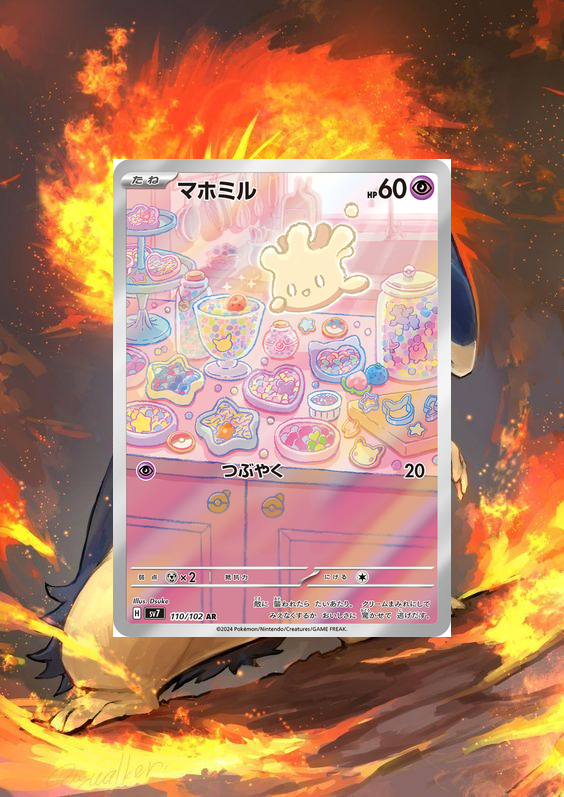 たね
マホミル
HP60
つぶやく 20
弱点 ×2 抵抗力 にげる
Illus. Dsuke
H sv7 110/102 AR
敵に 襲われたら たいあたり。 クリームまみれにして
みえなくするか おいしさに 驚かせて 逃げだす。
©2024 Pokémon/Nintendo/Creatures/GAME FREAK.